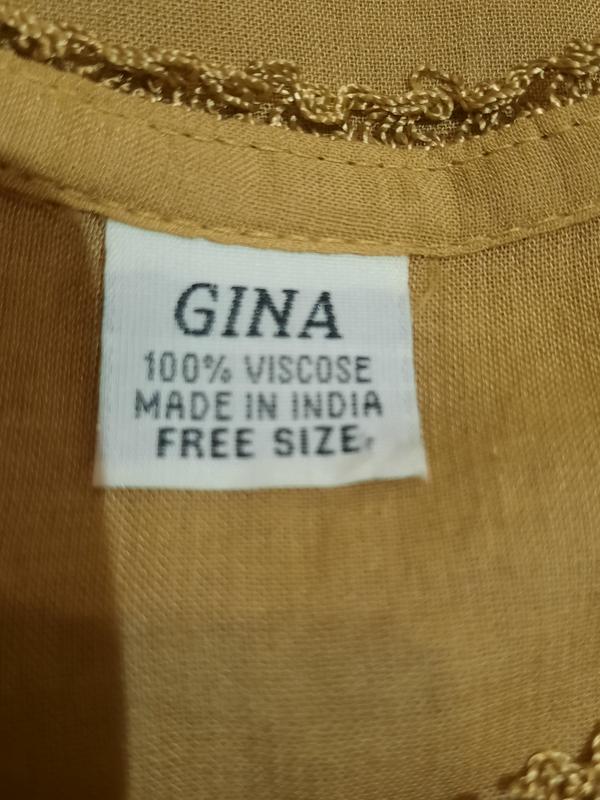 GINA
100% VISCOSE
MADE IN INDIA
FREE SIZE